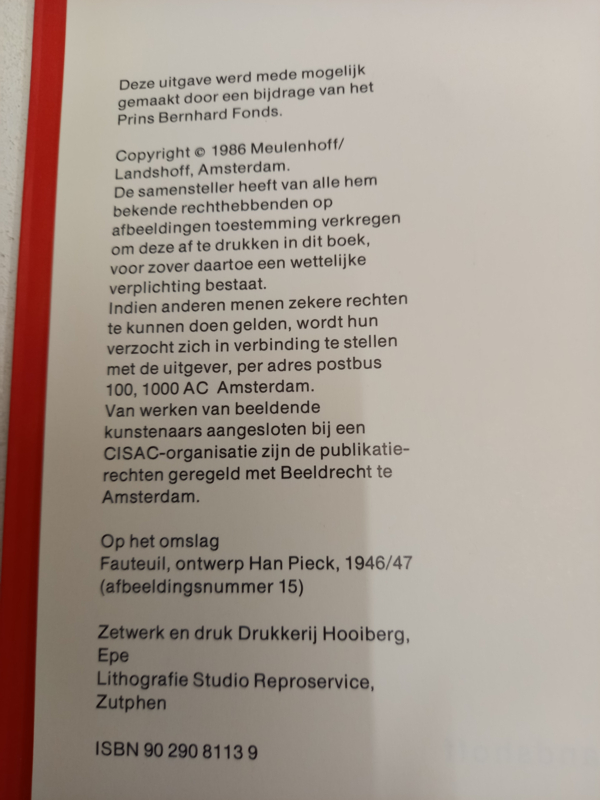 Deze uitgave werd mede mogelijk
gemaakt door een bijdrage van het
Prins Bernhard Fonds.
Copyright © 1986 Meulenhoff/
Landshoff, Amsterdam.
De samensteller heeft van alle hem
bekende rechthebbenden op
afbeeldingen toestemming verkregen
om deze af te drukken in dit boek,
voor zover daartoe een wettelijke
verplichting bestaat.
Indien anderen menen zekere rechten
te kunnen doen gelden, wordt hun
verzocht zich in verbinding te stellen
met de uitgever, per adres postbus
100, 1000 AC Amsterdam.
Van werken van beeldende
kunstenaars aangesloten bij een
CISAC-organisatie zijn de publikatie-
rechten geregeld met Beeldrecht te
Amsterdam.
Op het omslag
Fauteuil, ontwerp Han Pieck, 1946/47
(afbeeldingsnummer 15)
Zetwerk en druk Drukkerij Hooiberg,
Epe
Lithografie Studio Reproservice,
Zutphen
ISBN 90 290 8113 9